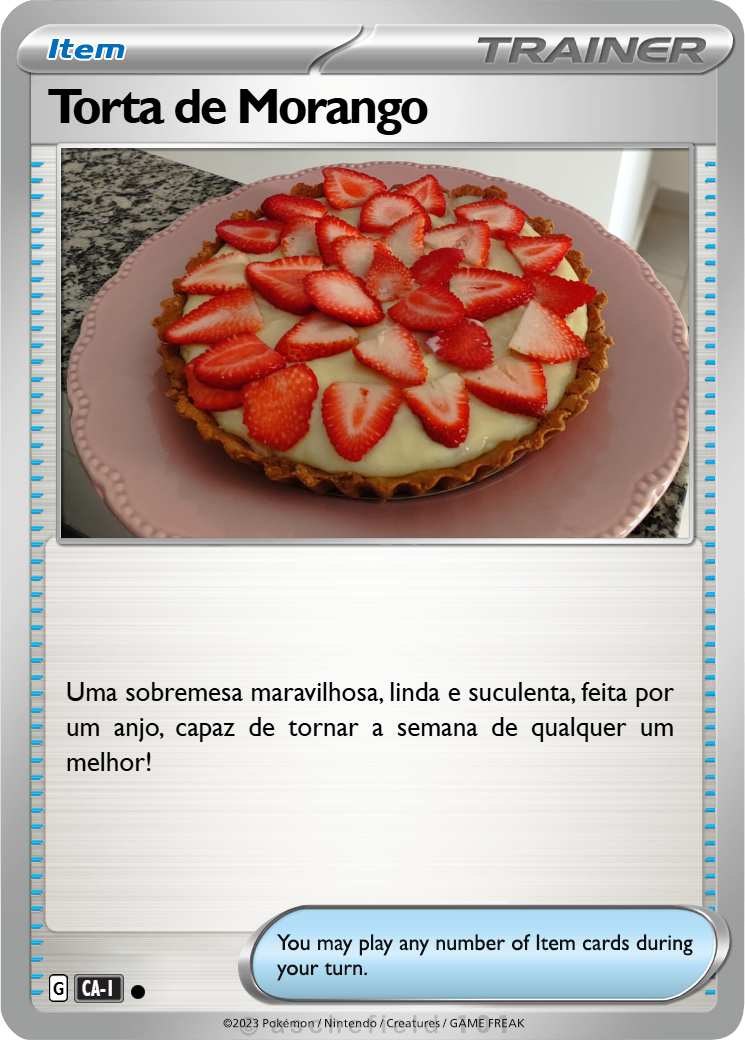 Item
TRAINER
Torta de Morango
Uma sobremesa maravilhosa, linda e suculenta, feita por
um anjo, capaz de tornar a semana de qualquer um
melhor!
You may play any number of Item cards during
your turn.
G CA-I
©2023 Pokémon / Nintendo / Creatures / GAME FREAK